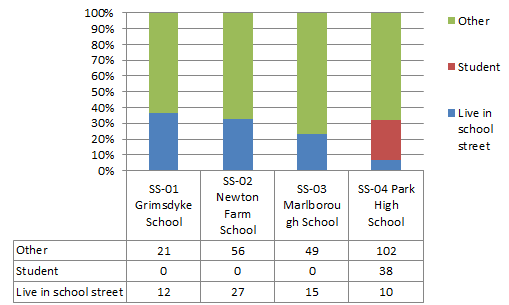 100%
90%
80%
70%
60%
50%
40%
30%
20%
10%
0%
Other
Student
Live in
school
street
SS-01
Grimsdyke
School
SS-02
Newton
Farm
School
SS-03
Marlborou
gh School
SS-04 Park
High
School
Other 21 56 49 102
Student 0 0 0 38
Live in school street 12 27 15 10